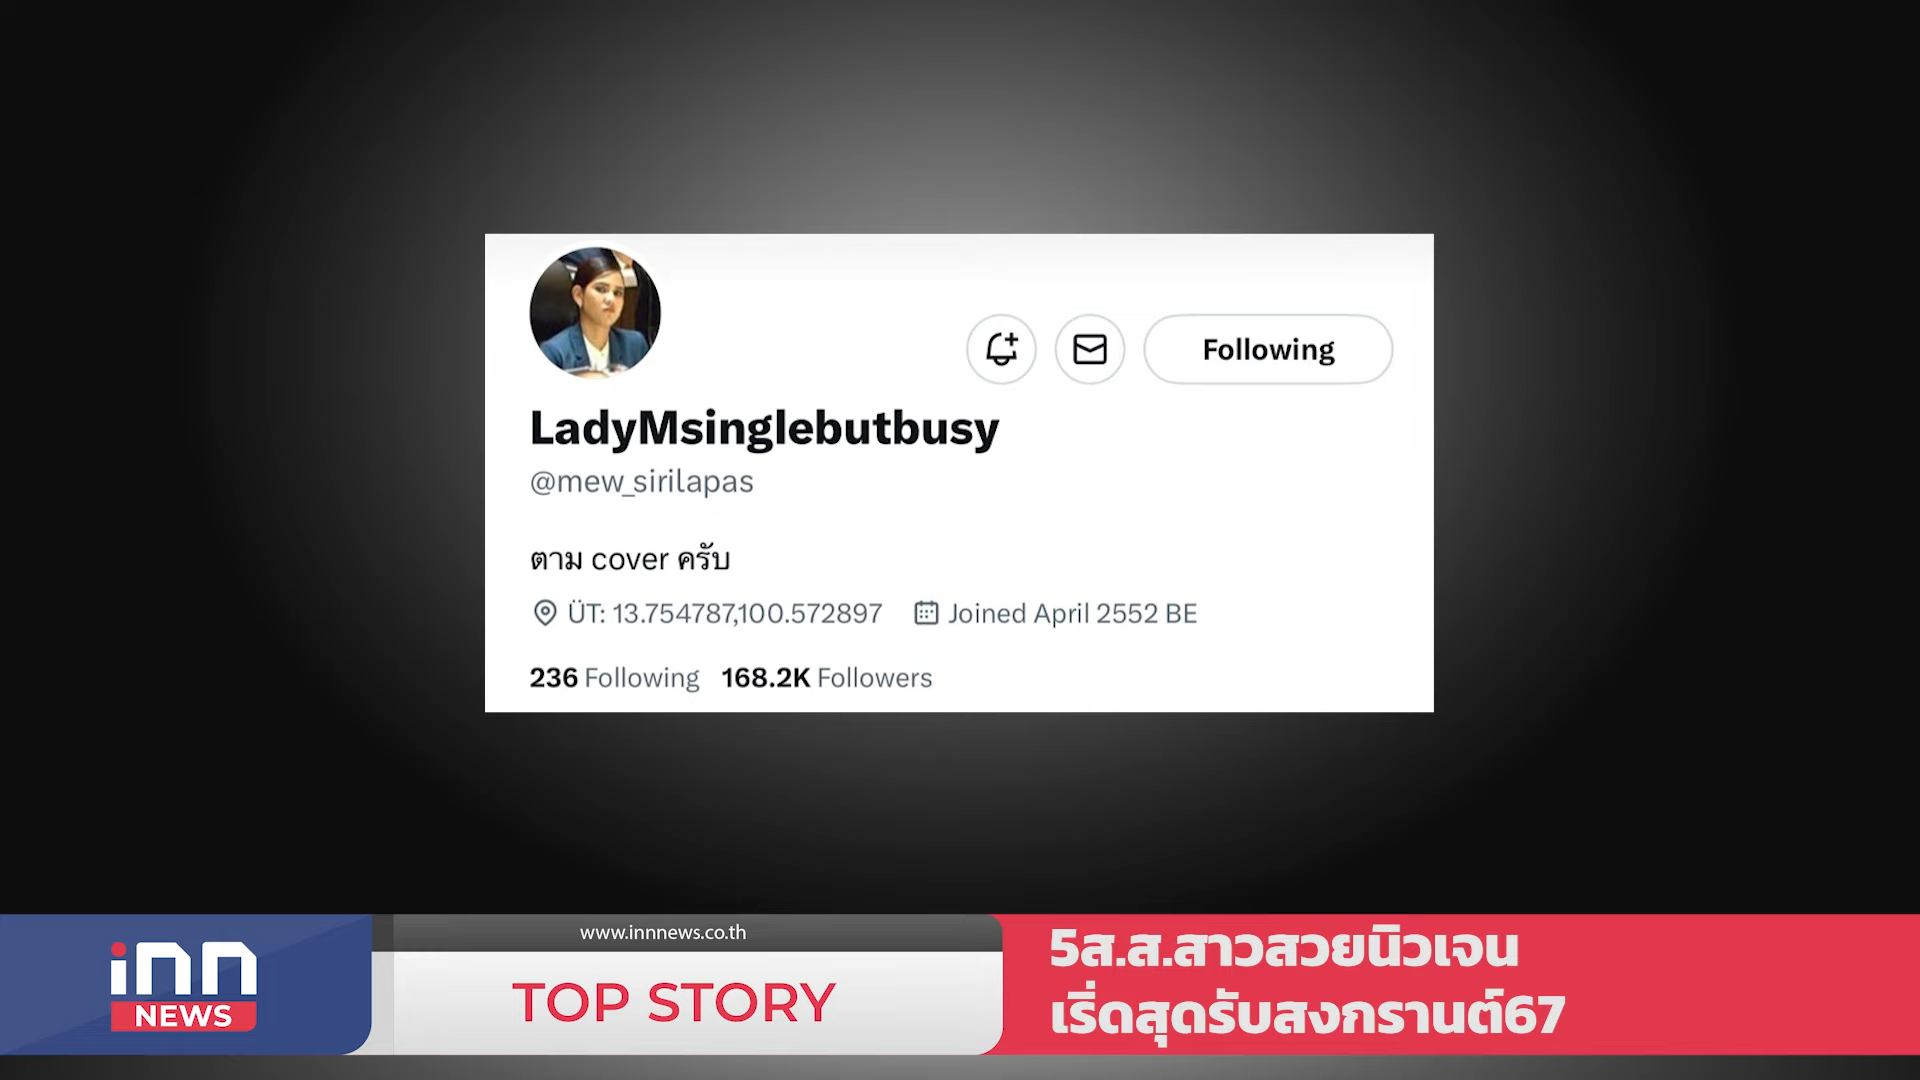 Following
LadyMsinglebutbusy
@mew_sirilapas
ตาม cover ครับ
ÜT: 13.754787,100.572897 Joined April 2552 BE
236 Following 168.2K Followers
www.innnews.co.th
inn
NEWS
TOP STORY
5ส.ส.สาวสวยนิวเจน
เริ่ดสุดรับสงกรานต์67